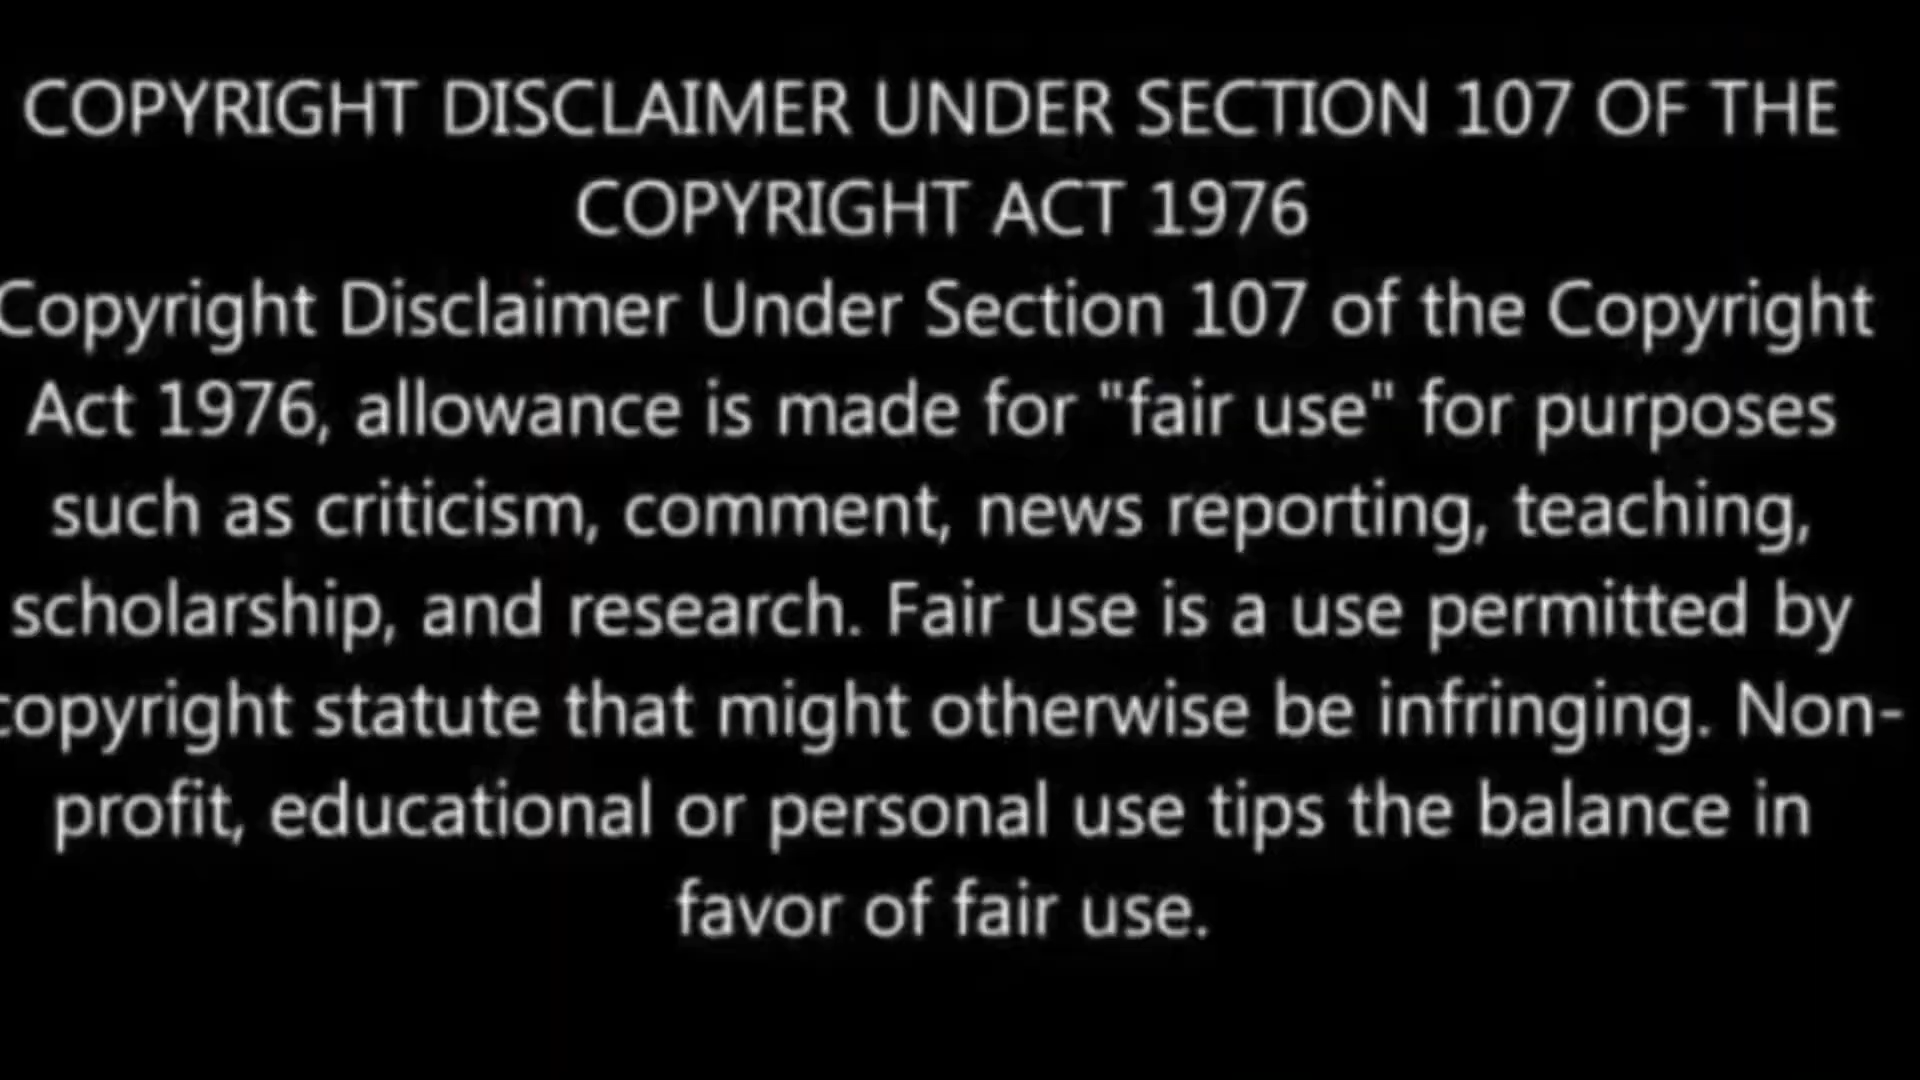 COPYRIGHT DISCLAIMER UNDER SECTION 107 OF THE
COPYRIGHT ACT 1976
Copyright Disclaimer Under Section 107 of the Copyright
Act 1976, allowance is made for "fair use" for purposes
such as criticism, comment, news reporting, teaching,
scholarship, and research. Fair use is a use permitted by
copyright statute that might otherwise be infringing. Non-
profit, educational or personal use tips the balance in
favor of fair use.